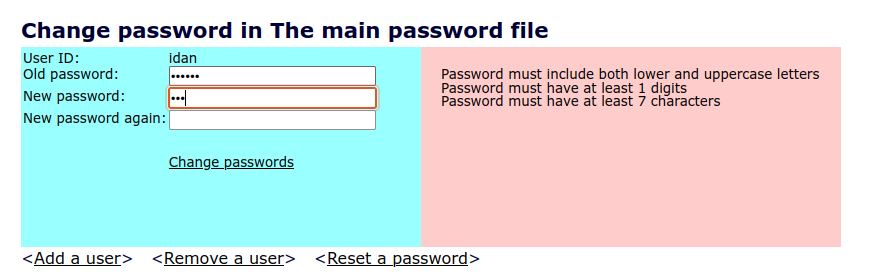 Change password in The main password file
User ID: idan
Old password: ••••••
New password: •••
New password again:
Change passwords
Password must include both lower and uppercase letters
Password must have at least 1 digits
Password must have at least 7 characters
<Add a user> <Remove a user> <Reset a password>